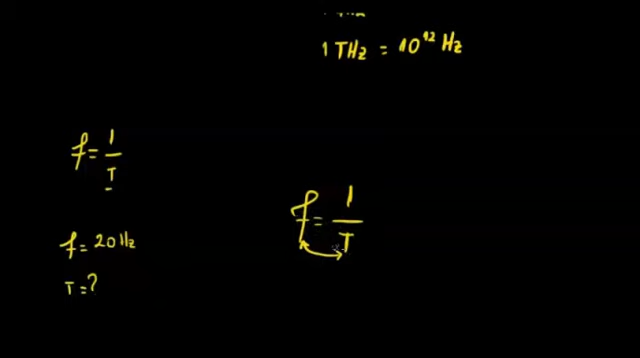 1 THz = 10¹² Hz
f = 1/T
f = 20 Hz
T = ?
f = 1/T